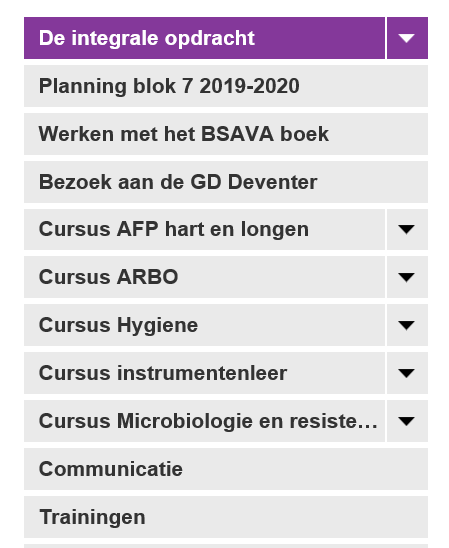 De integrale opdracht
Planning blok 7 2019-2020
Werken met het BSAVA boek
Bezoek aan de GD Deventer
Cursus AFP hart en longen
Cursus ARBO
Cursus Hygiene
Cursus instrumentenleer
Cursus Microbiologie en resiste…
Communicatie
Trainingen